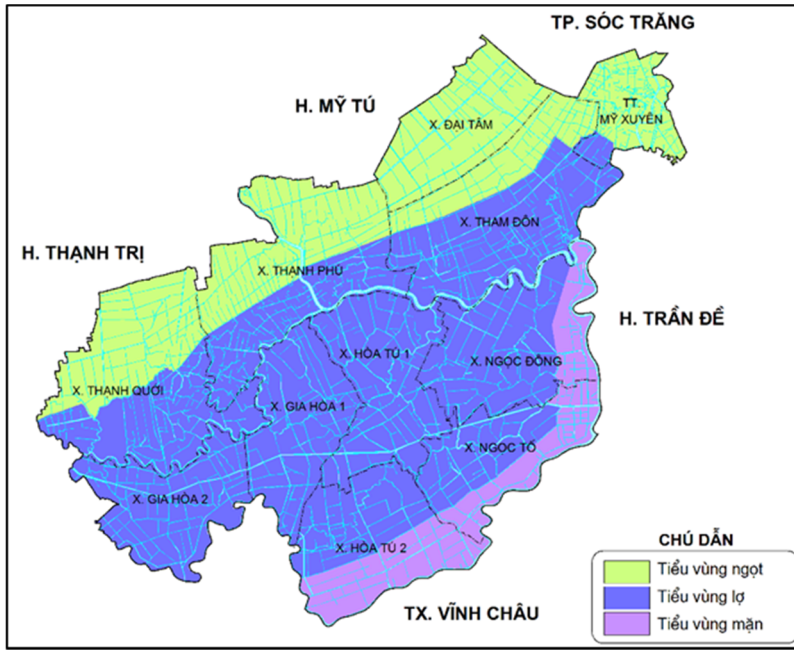 TP. SÓC TRĂNG
H. MỸ TÚ
TT.
MỸ XUYÊN
X. ĐẠI TÂM
X. THAM ĐÔN
H. THẠNH TRỊ
X. THẠNH PHÚ
H. TRẦN ĐỀ
X. HÒA TÚ 1
X. NGỌC ĐÔNG
X. THẠNH QUỚI
X. GIA HÒA 1
X. NGỌC TỐ
X. GIA HÒA 2
X. HÒA TÚ 2
TX. VĨNH CHÂU
CHÚ DẪN
Tiểu vùng ngọt
Tiểu vùng lợ
Tiểu vùng mặn